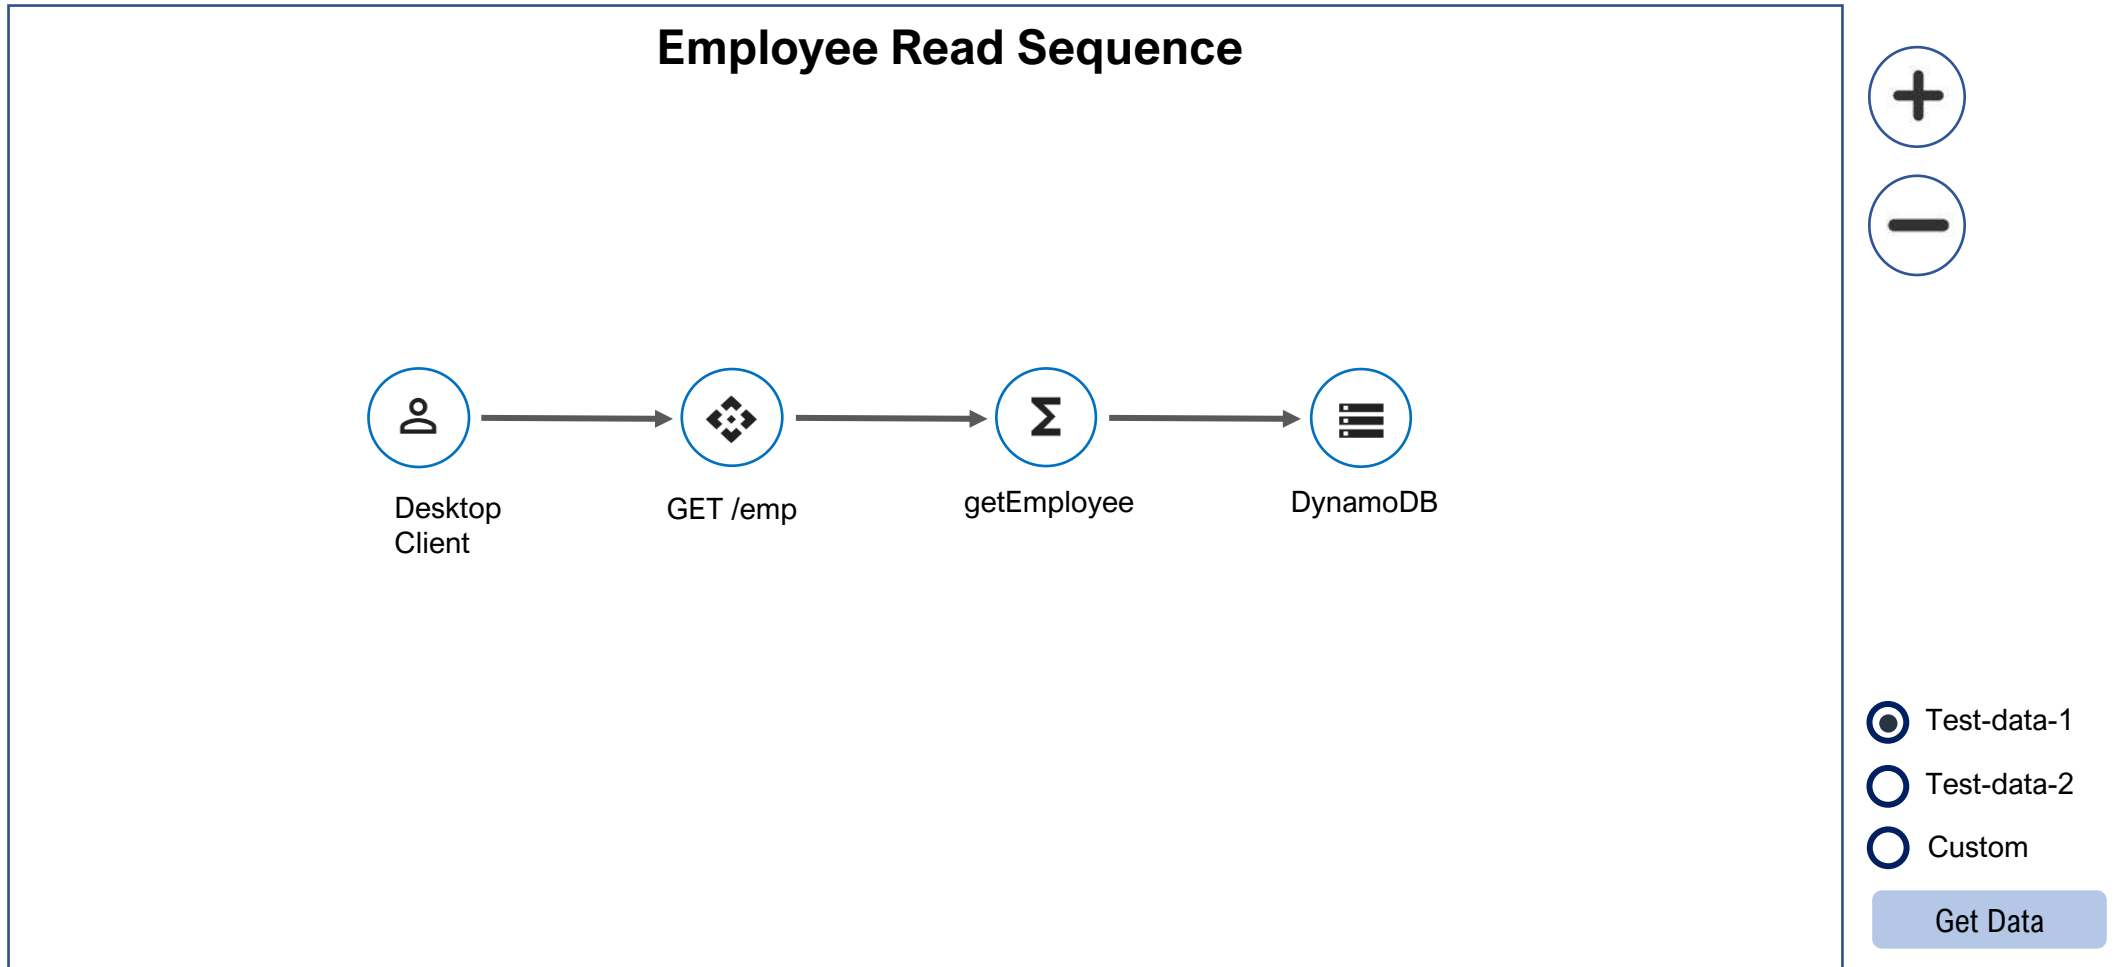 Employee Read Sequence
Desktop
Client
GET /emp
getEmployee
DynamoDB
Test-data-1
Test-data-2
Custom
Get Data